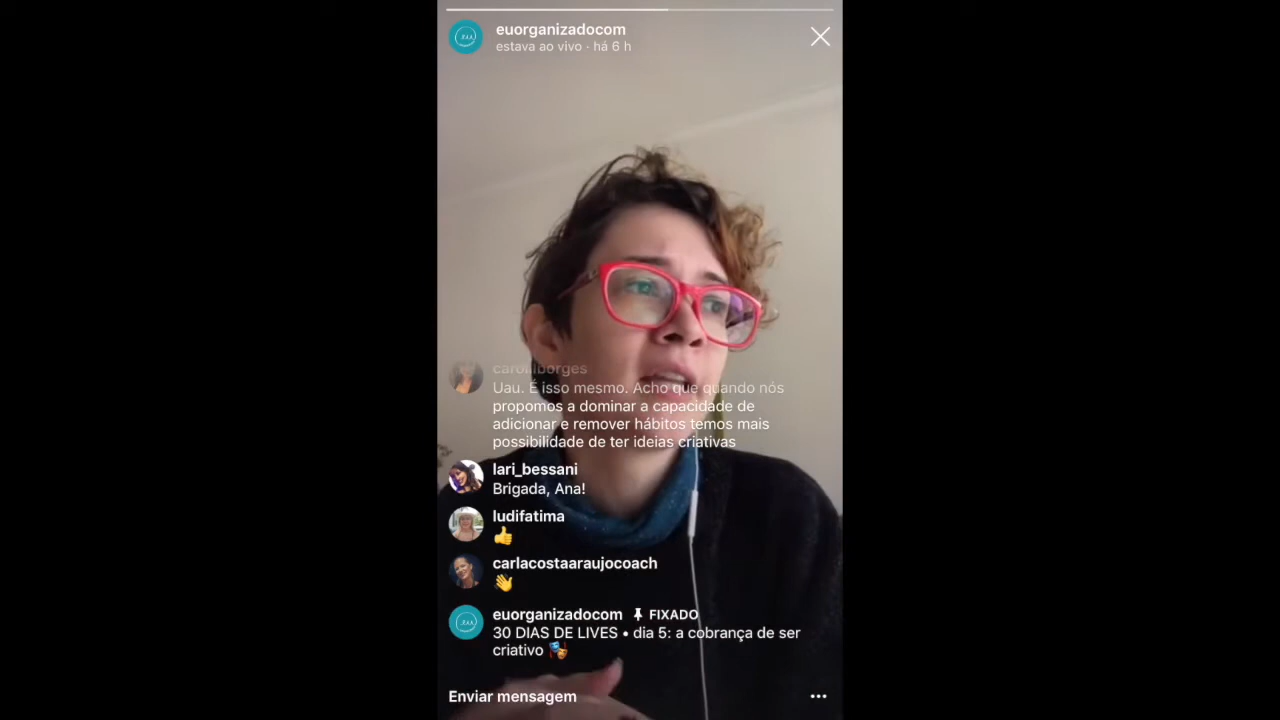 euorganizadocom
estava ao vivo · há 6 h
carollborges
Uau. É isso mesmo. Acho que quando nós
propomos a dominar a capacidade de
adicionar e remover hábitos temos mais
possibilidade de ter ideias criativas
lari_bessani
Brigada, Ana!
ludifatima
👍
carlacostaaraujocoach
👋
euorganizadocom FIXADO
30 DIAS DE LIVES • dia 5: a cobrança de ser
criativo 🎭
Enviar mensagem